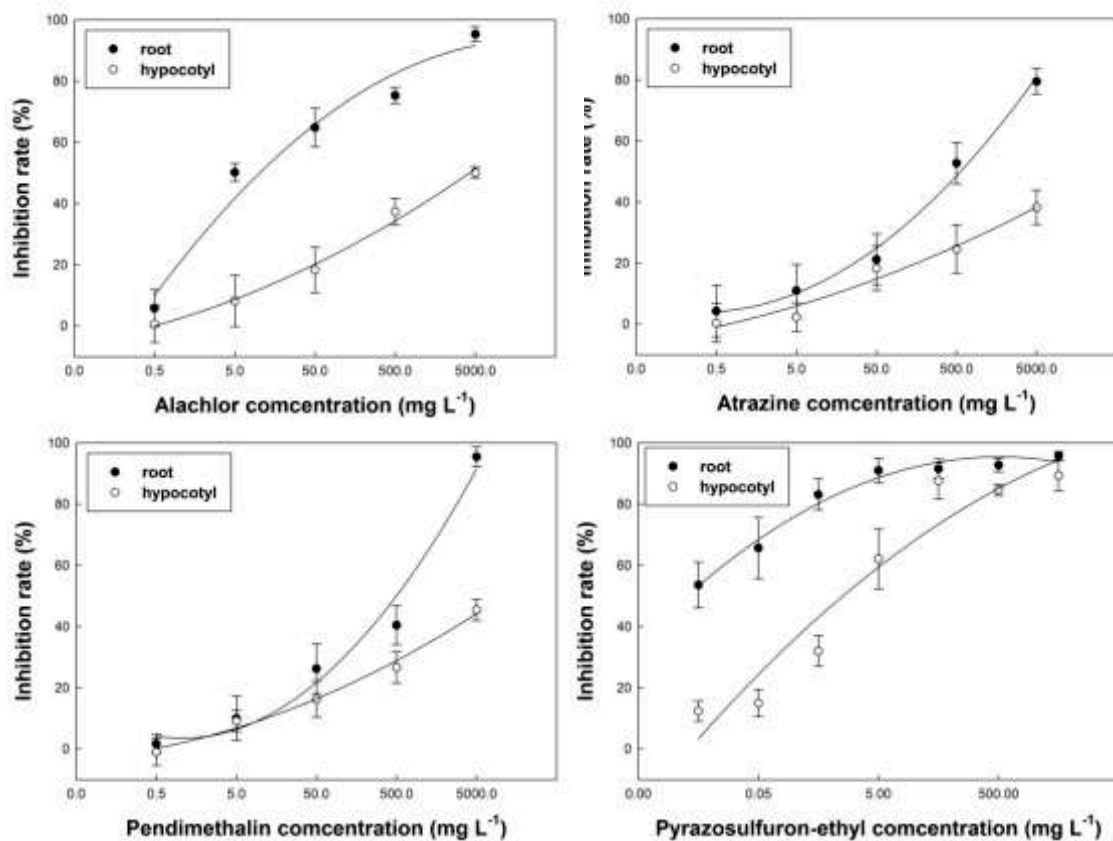 100
80
60
40
20
0
Inhibition rate (%)
root
hypocotyl
0.0 0.5 5.0 50.0 500.0 5000.0
Alachlor comcentration (mg L⁻¹)
100
80
60
40
20
0
Inhibition rate (%)
root
hypocotyl
0.0 0.5 5.0 50.0 500.0 5000.0
Atrazine comcentration (mg L⁻¹)
100
80
60
40
20
0
Inhibition rate (%)
root
hypocotyl
0.0 0.5 5.0 50.0 500.0 5000.0
Pendimethalin comcentration (mg L⁻¹)
100
80
60
40
20
0
Inhibition rate (%)
root
hypocotyl
0.00 0.05 5.00 500.00
Pyrazosulfuron-ethyl comcentration (mg L⁻¹)